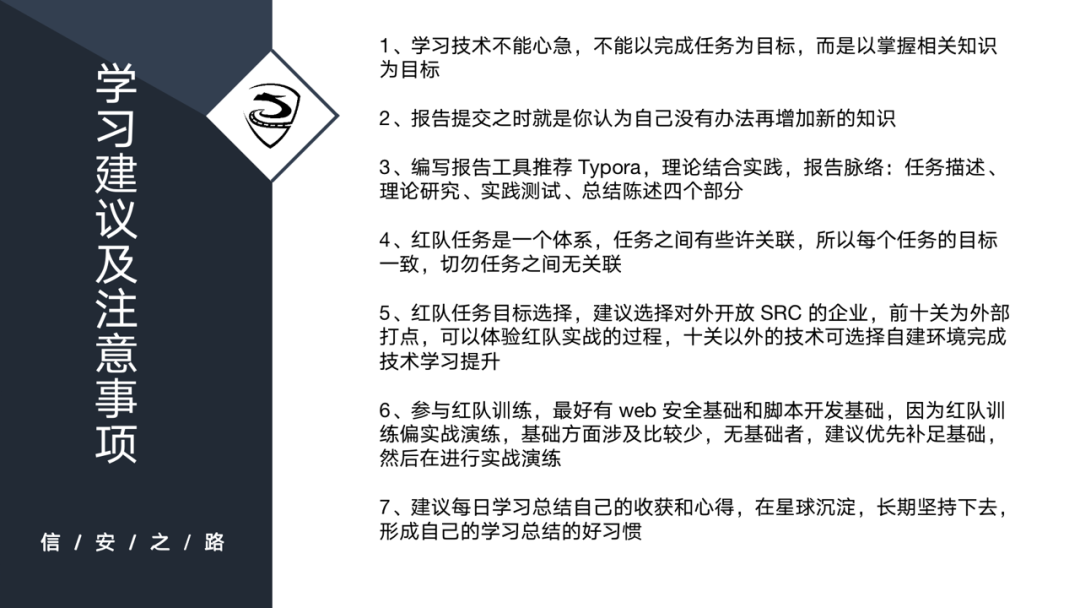 学习建议及注意事项
信 / 安 / 之 / 路
1、学习技术不能心急，不能以完成任务为目标，而是以掌握相关知识
为目标
2、报告提交之时就是你认为自己没有办法再增加新的知识
3、编写报告工具推荐 Typora，理论结合实践，报告脉络：任务描述、
理论研究、实践测试、总结陈述四个部分
4、红队任务是一个体系，任务之间有些许关联，所以每个任务的目标
一致，切勿任务之间无关联
5、红队任务目标选择，建议选择对外开放 SRC 的企业，前十关为外部
打点，可以体验红队实战的过程，十关以外的技术可选择自建环境完成
技术学习提升
6、参与红队训练，最好有 web 安全基础和脚本开发基础，因为红队训
练偏实战演练，基础方面涉及比较少，无基础者，建议优先补足基础，
然后在进行实战演练
7、建议每日学习总结自己的收获和心得，在星球沉淀，长期坚持下去，
形成自己的学习总结的好习惯